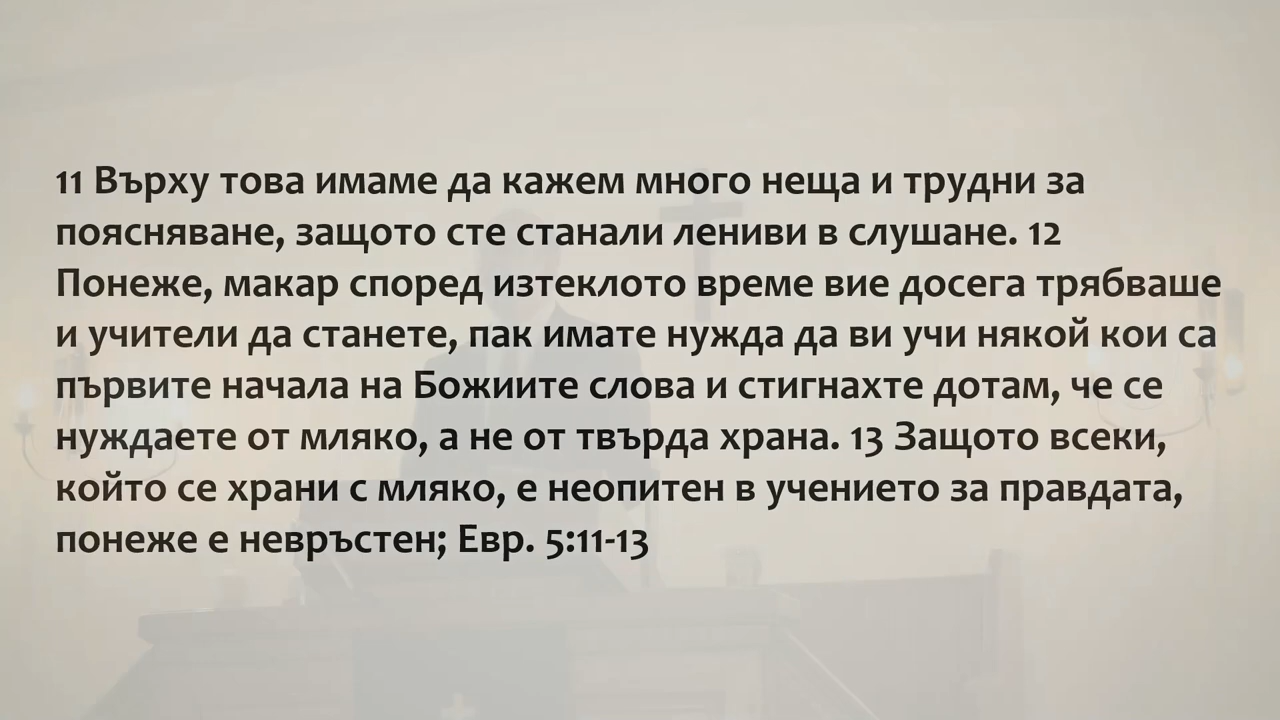 11 Върху това имаме да кажем много неща и трудни за
поясняване, защото сте станали лениви в слушане. 12
Понеже, макар според изтеклото време вие досега трябваше
и учители да станете, пак имате нужда да ви учи някой кои са
първите начала на Божиите слова и стигнахте дотам, че се
нуждаете от мляко, а не от твърда храна. 13 Защото всеки,
който се храни с мляко, е неопитен в учението за правдата,
понеже е невръстен; Евр. 5:11-13